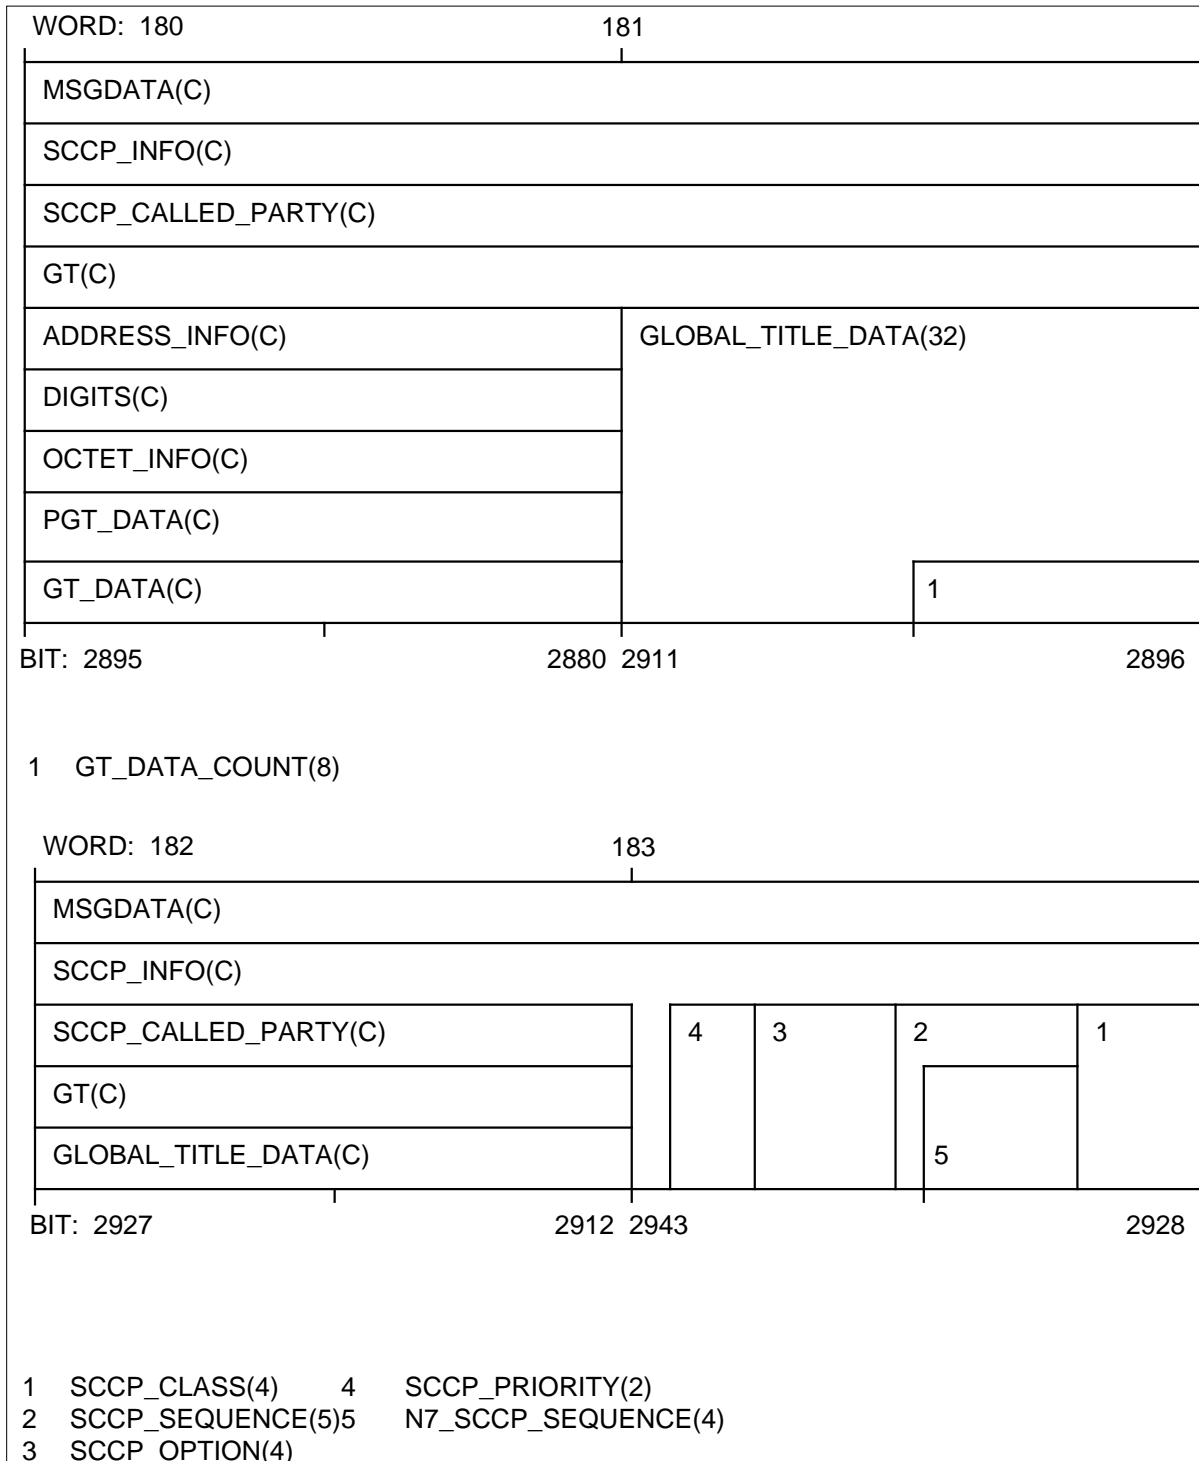 WORD: 180 181
MSGDATA(C)
SCCP_INFO(C)
SCCP_CALLED_PARTY(C)
GT(C)
ADDRESS_INFO(C) GLOBAL_TITLE_DATA(32)
DIGITS(C)
OCTET_INFO(C)
PGT_DATA(C)
GT_DATA(C) 1
BIT: 2895 2880 2911 2896
1 GT_DATA_COUNT(8)
WORD: 182 183
MSGDATA(C)
SCCP_INFO(C)
SCCP_CALLED_PARTY(C) 4 3 2 1
GT(C)
GLOBAL_TITLE_DATA(C) 5
BIT: 2927 2912 2943 2928
1 SCCP_CLASS(4) 4 SCCP_PRIORITY(2)
2 SCCP_SEQUENCE(5)5 N7_SCCP_SEQUENCE(4)
3 SCCP_OPTION(4)